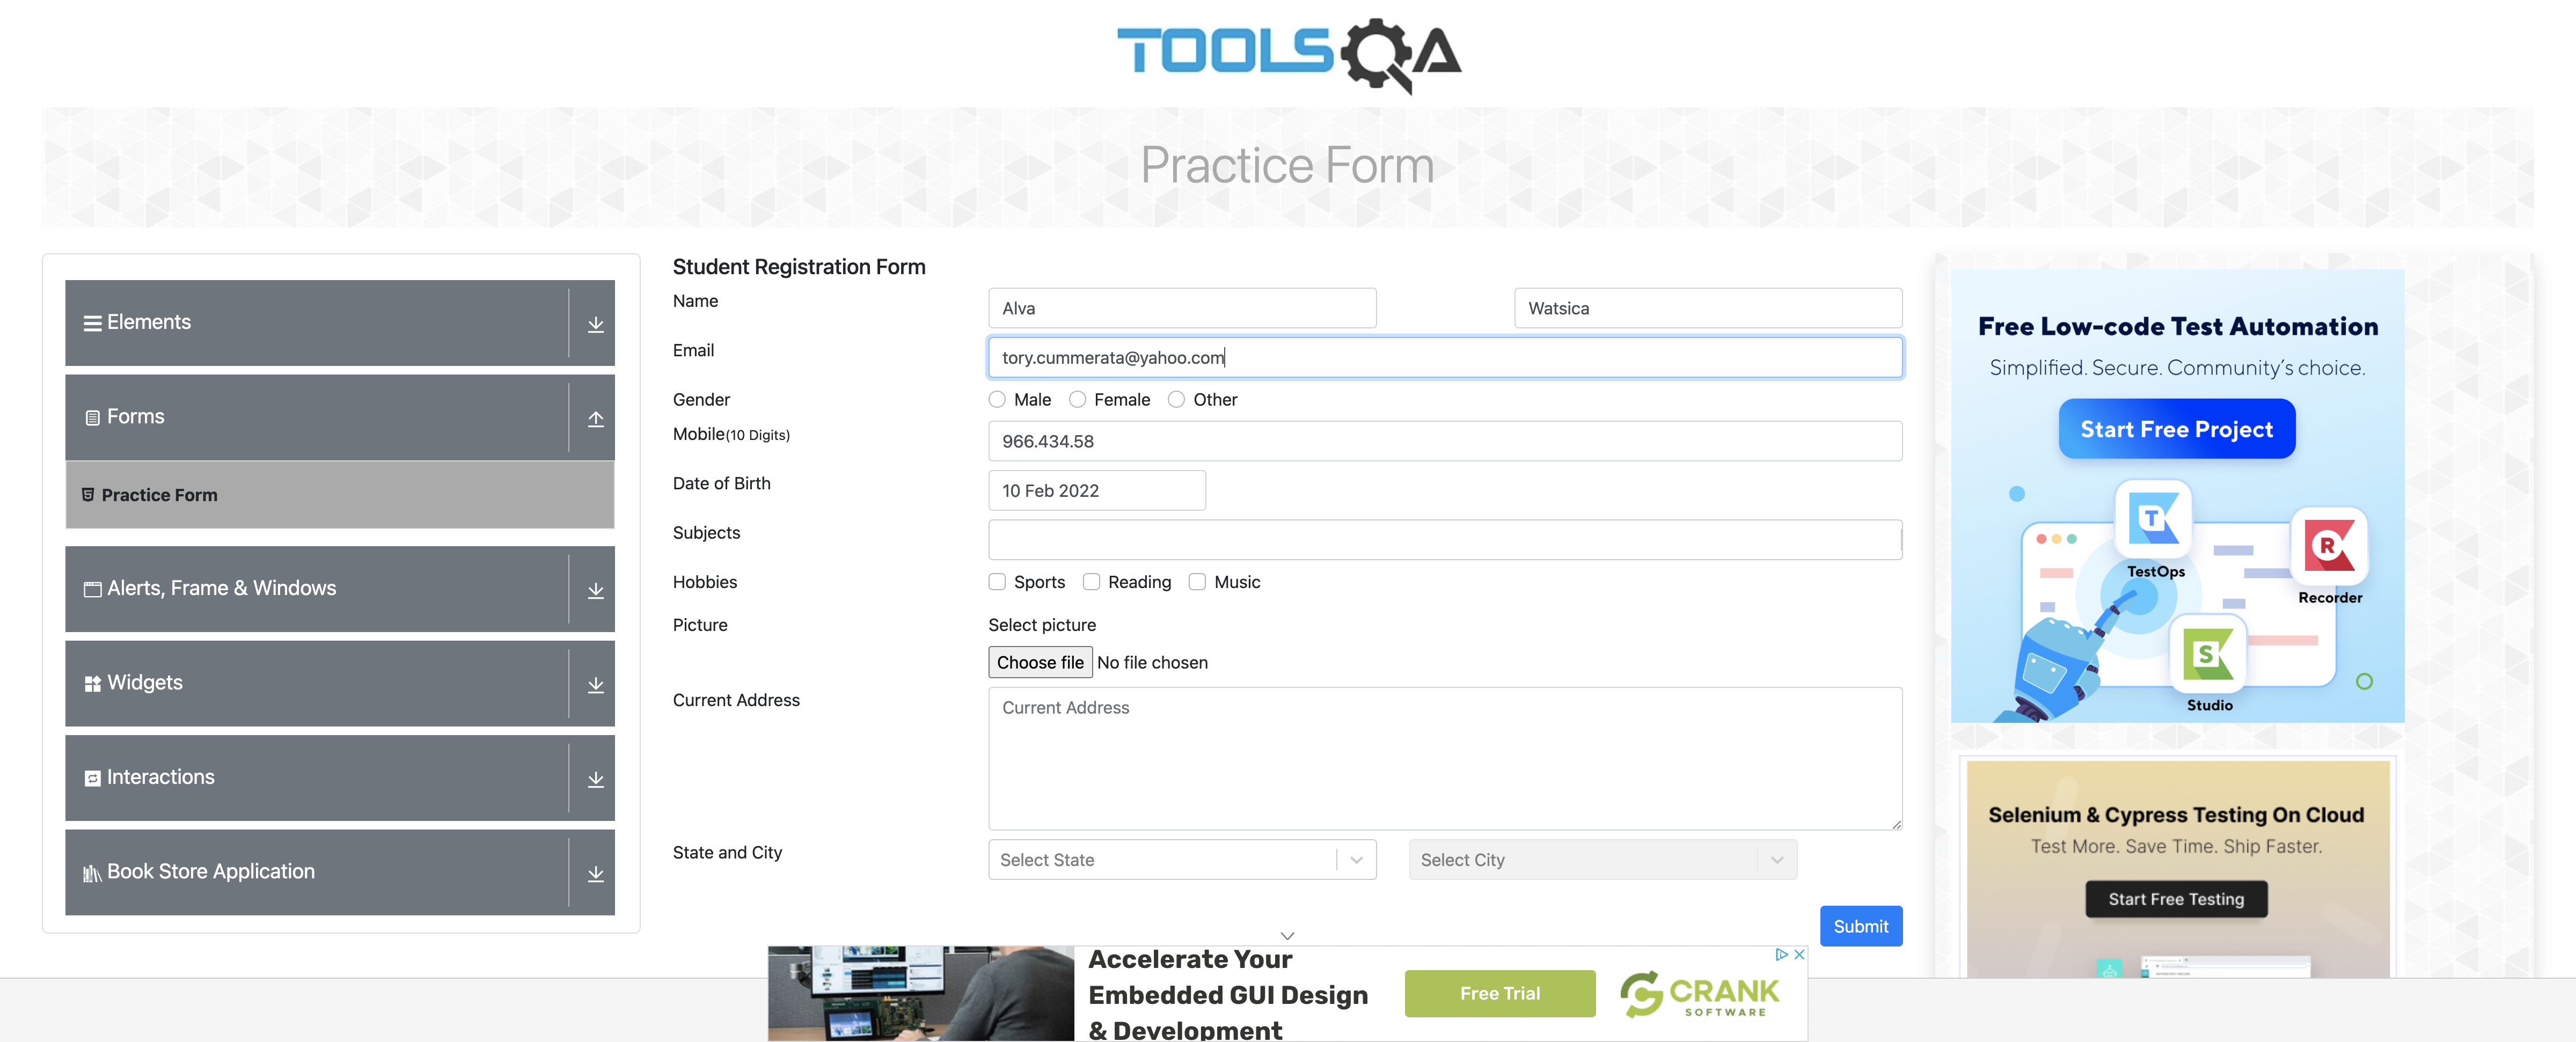 TOOLSQA
Practice Form
Elements
Forms
Practice Form
Alerts, Frame & Windows
Widgets
Interactions
Book Store Application
Student Registration Form
Name Alva Watsica
Email tory.cummerata@yahoo.com
Gender Male Female Other
Mobile(10 Digits) 966.434.58
Date of Birth 10 Feb 2022
Subjects
Hobbies Sports Reading Music
Picture Select picture
Choose file No file chosen
Current Address Current Address
State and City Select State Select City
Submit
Free Low-code Test Automation
Simplified. Secure. Community's choice.
Start Free Project
T
TestOps
R
Recorder
S
Studio
Selenium & Cypress Testing On Cloud
Test More. Save Time. Ship Faster.
Start Free Testing
Accelerate Your
Embedded GUI Design
& Development
Free Trial
CRANK
SOFTWARE